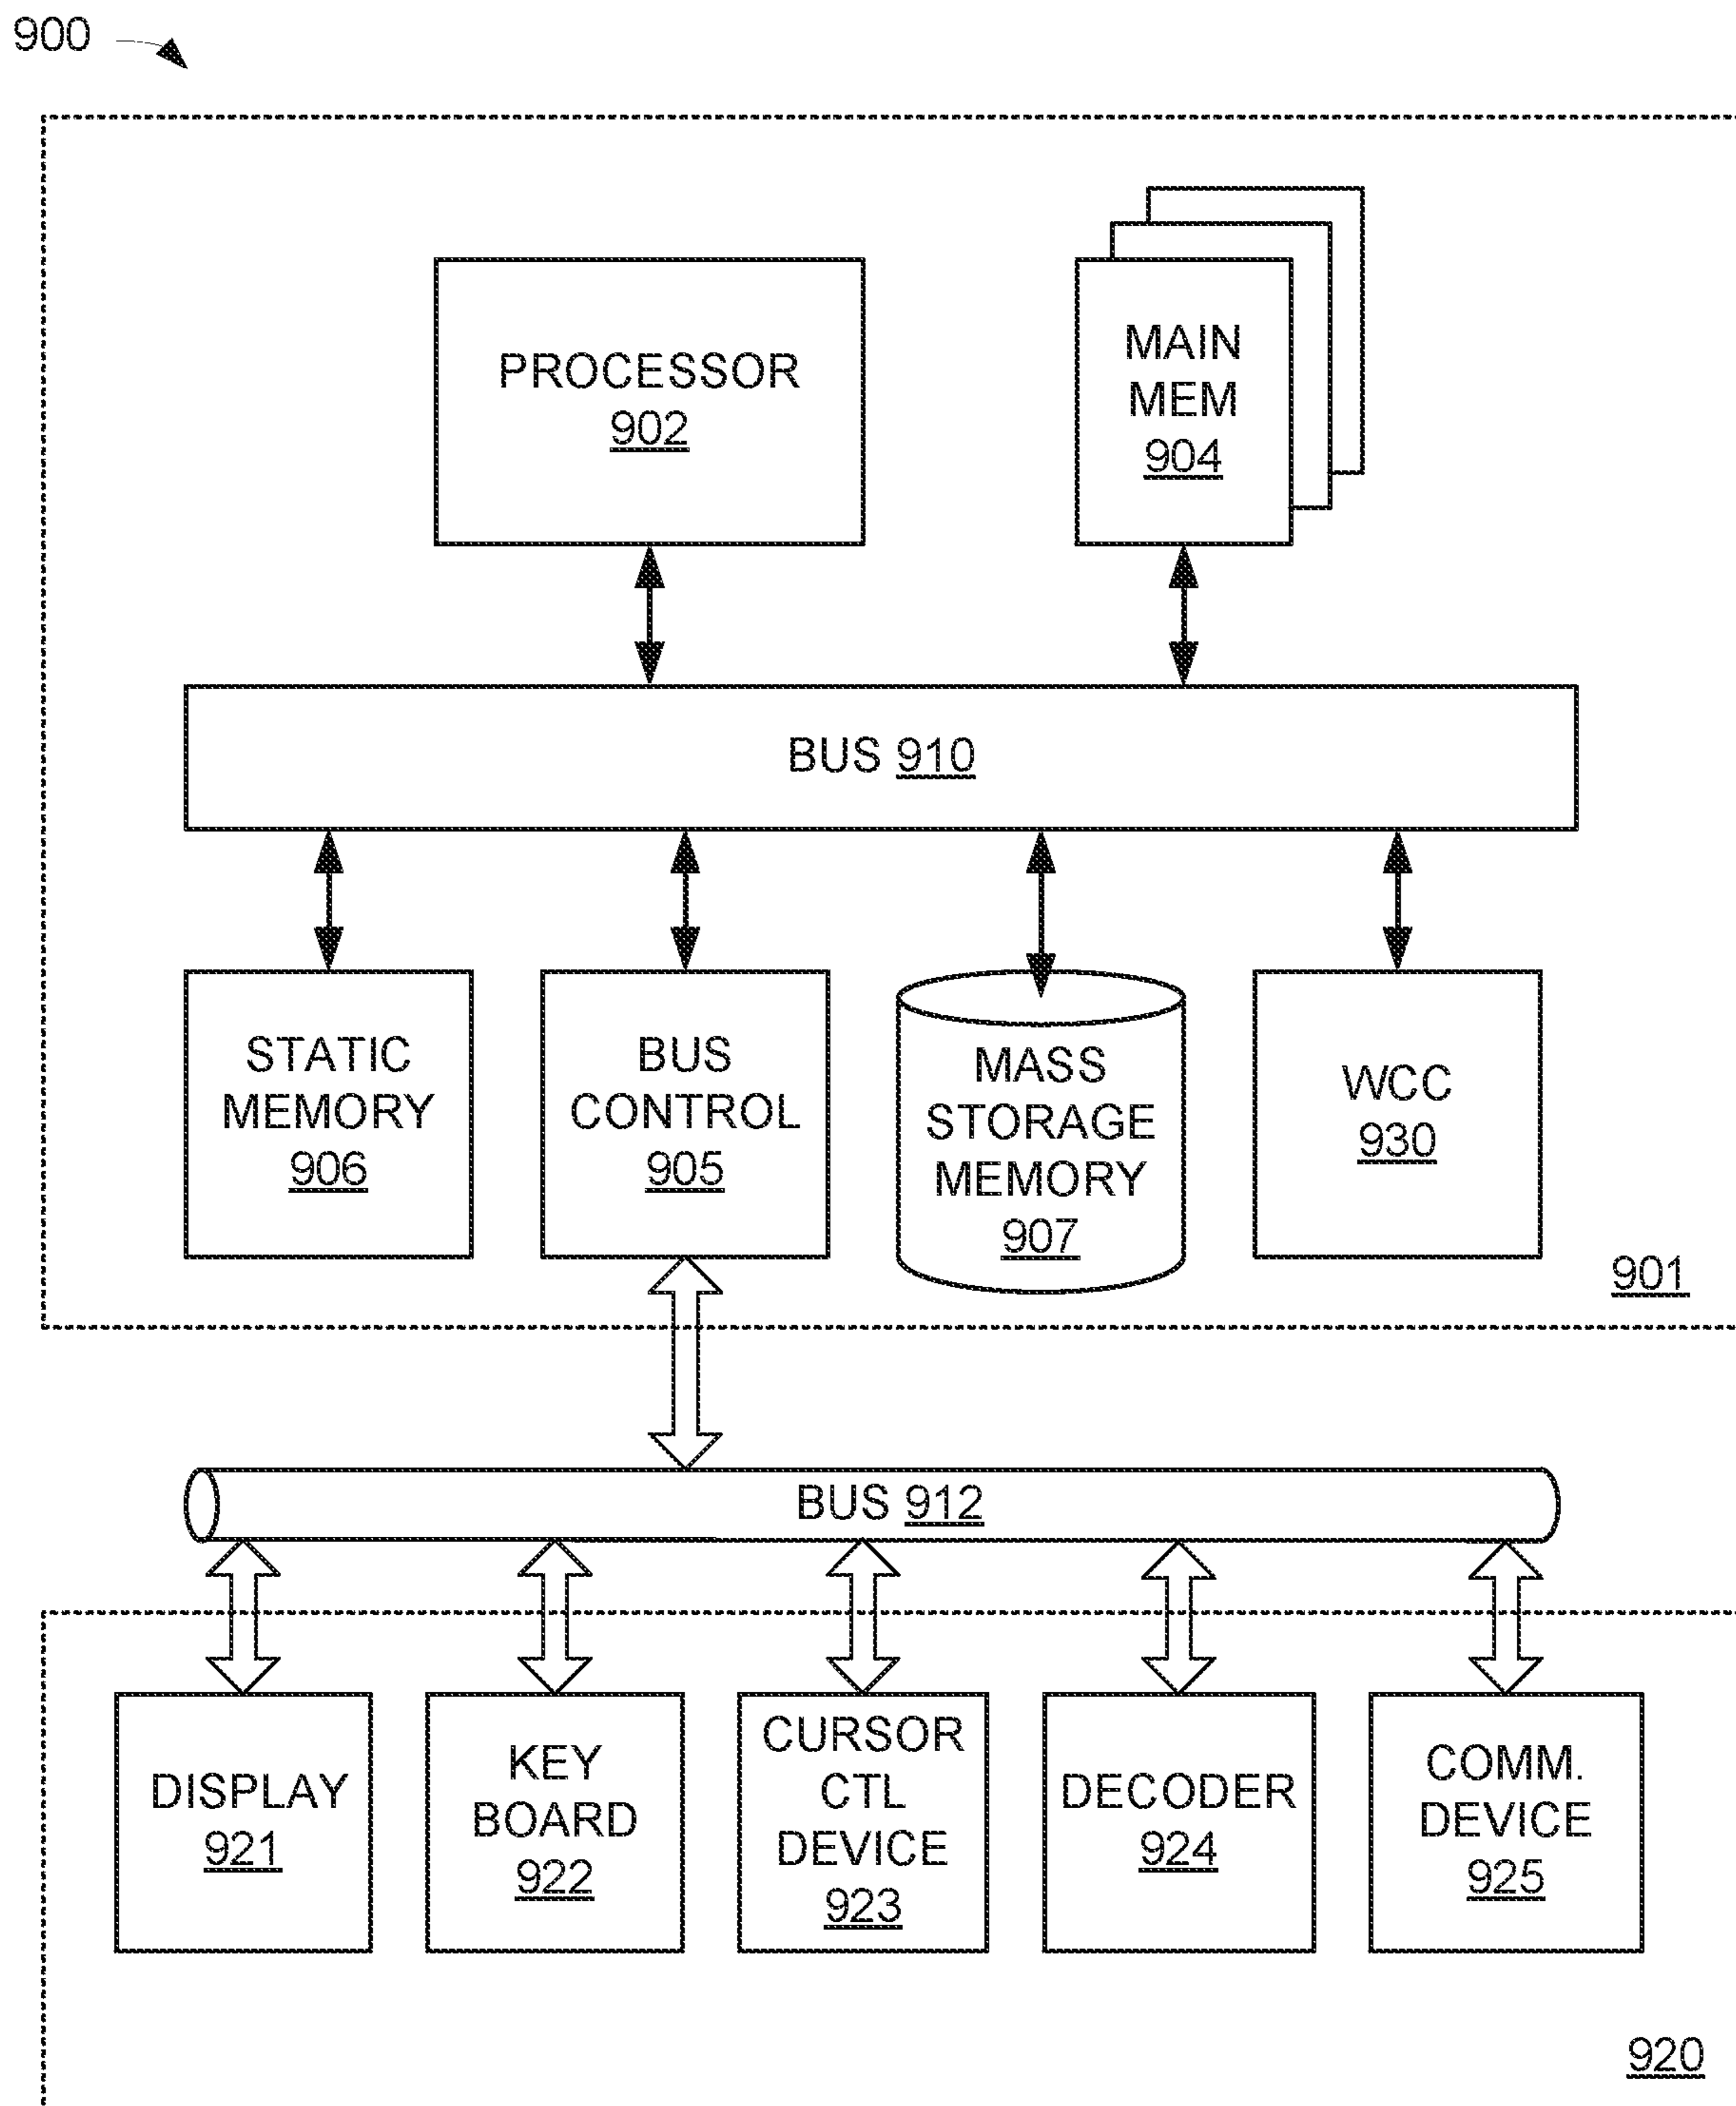 900
PROCESSOR
902
MAIN
MEM
904
BUS 910
STATIC
MEMORY
906
BUS
CONTROL
905
MASS
STORAGE
MEMORY
907
WCC
930
901
BUS 912
DISPLAY
921
KEY
BOARD
922
CURSOR
CTL
DEVICE
923
DECODER
924
COMM.
DEVICE
925
920